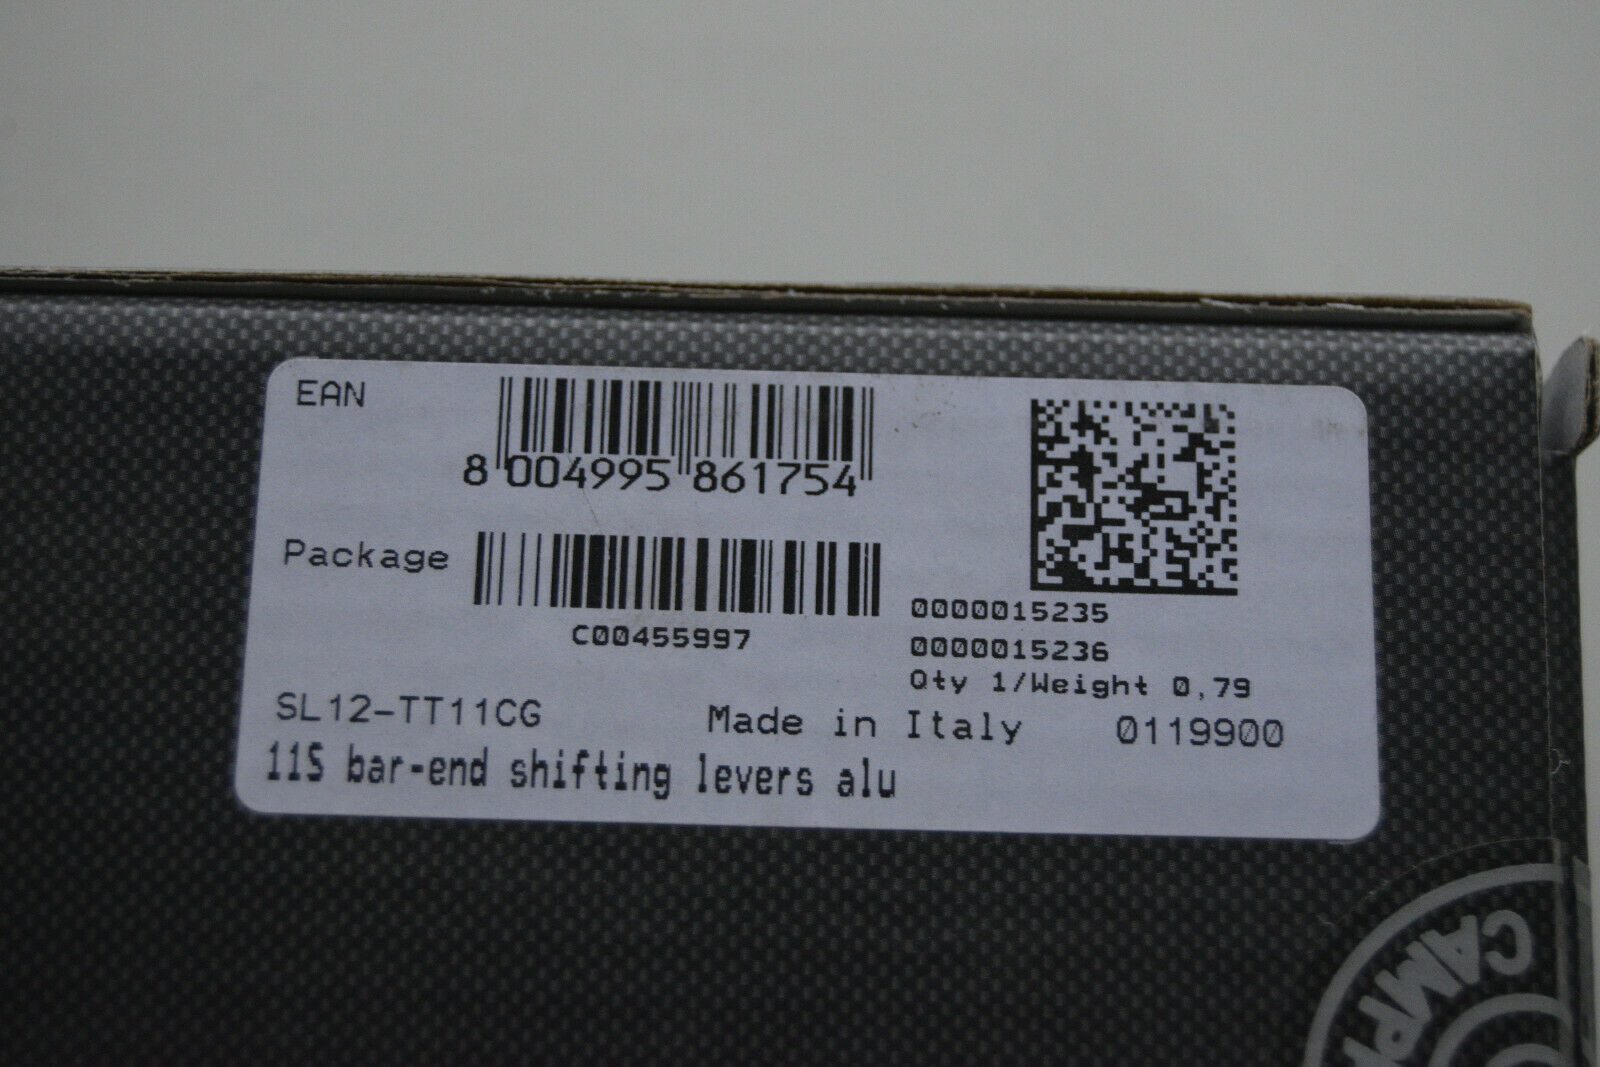 EAN
8 004995 861754
Package
C00455997
0000015235
0000015236
Qty 1/Weight 0,79
SL12-TT11CG Made in Italy 0119900
11S bar-end shifting levers alu
CAMP